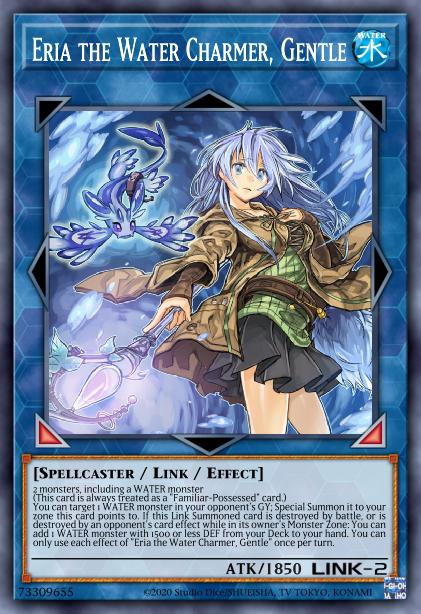 ERIA THE WATER CHARMER, GENTLE
WATER
水
[SPELLCASTER / LINK / EFFECT]
2 monsters, including a WATER monster
(This card is always treated as a "Familiar-Possessed" card.)
You can target 1 WATER monster in your opponent's GY; Special Summon it to your
zone this card points to. If this Link Summoned card is destroyed by battle, or is
destroyed by an opponent's card effect while in its owner's Monster Zone: You can
add 1 WATER monster with 1500 or less DEF from your Deck to your hand. You can
only use each effect of "Eria the Water Charmer, Gentle" once per turn.
ATK/1850 LINK-2
73309655
©2020 Studio Dice/SHUEISHA, TV TOKYO, KONAMI